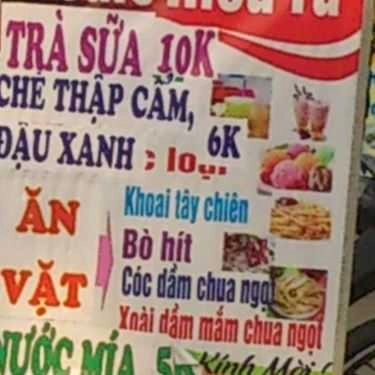 TRÀ SỮA 10K
CHÈ THẬP CẨM,
ĐẬU XANH 6K
ĂN VẶT
Khoai tây chiên
Bò hít
Cóc dầm chua ngọt
Xoài dầm mắm chua ngọt
NƯỚC MÍA
Kính Mời